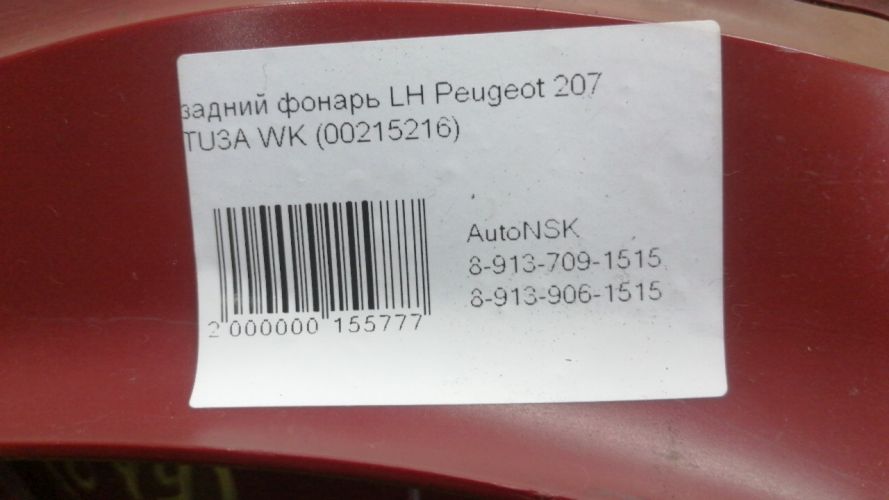 задний фонарь LH Peugeot 207
TU3A WK (00215216)
AutoNSK
8-913-709-1515
8-913-906-1515
2 000000 155777